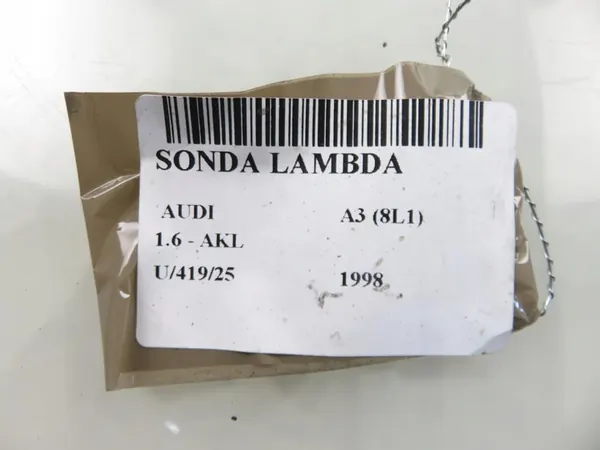 SONDA LAMBDA
AUDI A3 (8L1)
1.6 - AKL
U/419/25 1998